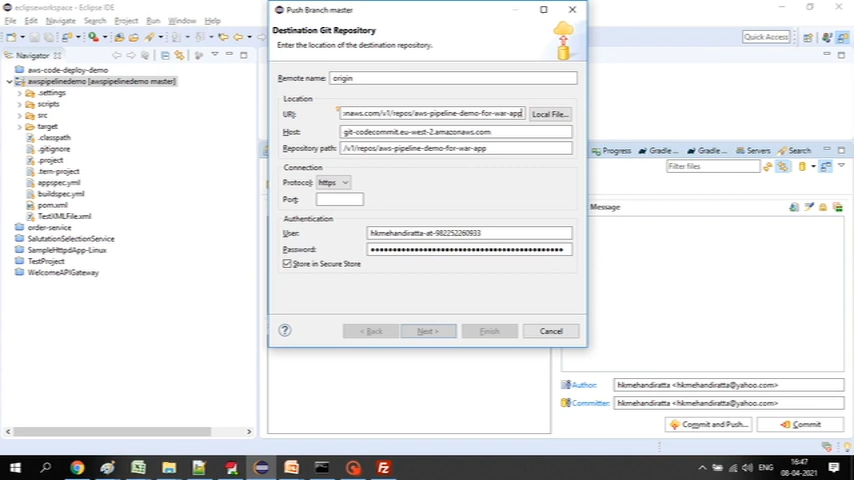 eclipseworkspace - Eclipse IDE
File Edit Navigate Search Project Run Window Help
Quick Access
Navigator
aws-code-deploy-demo
awspipelinedemo [awspipelinedemo master]
.settings
scripts
src
target
.classpath
.gitignore
.project
.tern-project
appspec.yml
buildspec.yml
pom.xml
TestXMLFile.xml
order-service
SalutationSelectionService
SampleHttpdApp-Linux
TestProject
WelcomeAPIGateway
Push Branch master
Destination Git Repository
Enter the location of the destination repository.
Remote name: origin
Location
URI: naws.com/v1/repos/aws-pipeline-demo-for-war-app Local File...
Host: git-codecommit.eu-west-2.amazonaws.com
Repository path: /v1/repos/aws-pipeline-demo-for-war-app
Connection
Protocol: https
Port:
Authentication
User: hkmehandiratta-at-982252260933
Password: ••••••••••••••••••••••••••••••••••••••••••••
Store in Secure Store
? < Back Next > Finish Cancel
Progress Gradle ... Gradle ... Servers Search
Filter files
Message
Author: hkmehandiratta <hkmehandiratta@yahoo.com>
Committer: hkmehandiratta <hkmehandiratta@yahoo.com>
Commit and Push... Commit
ENG
16:47
08-04-2021